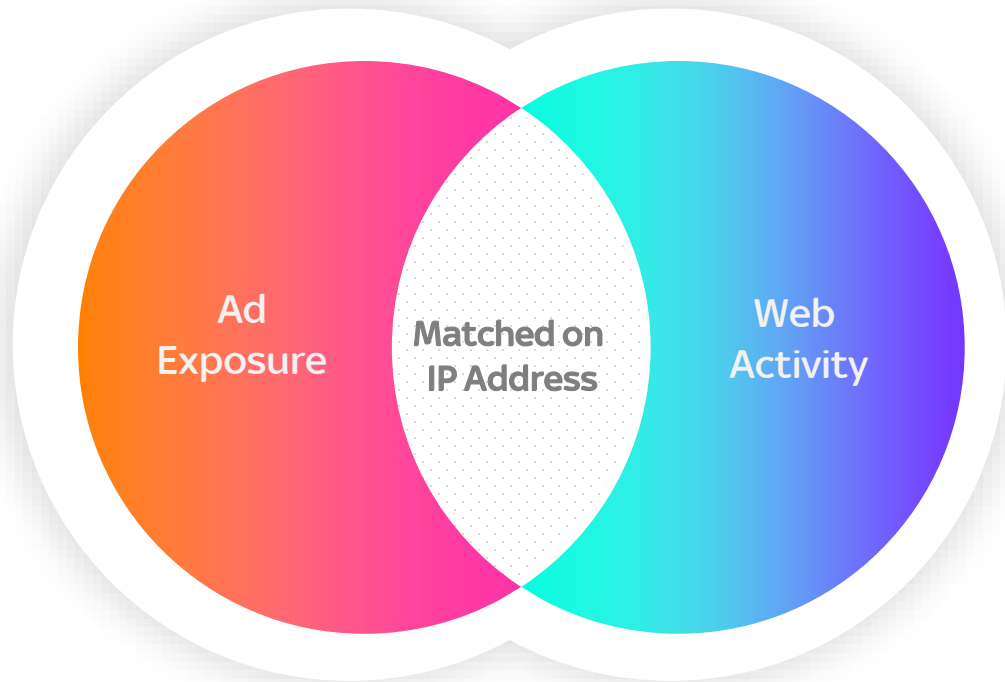 Ad
Exposure
Matched on
IP Address
Web
Activity